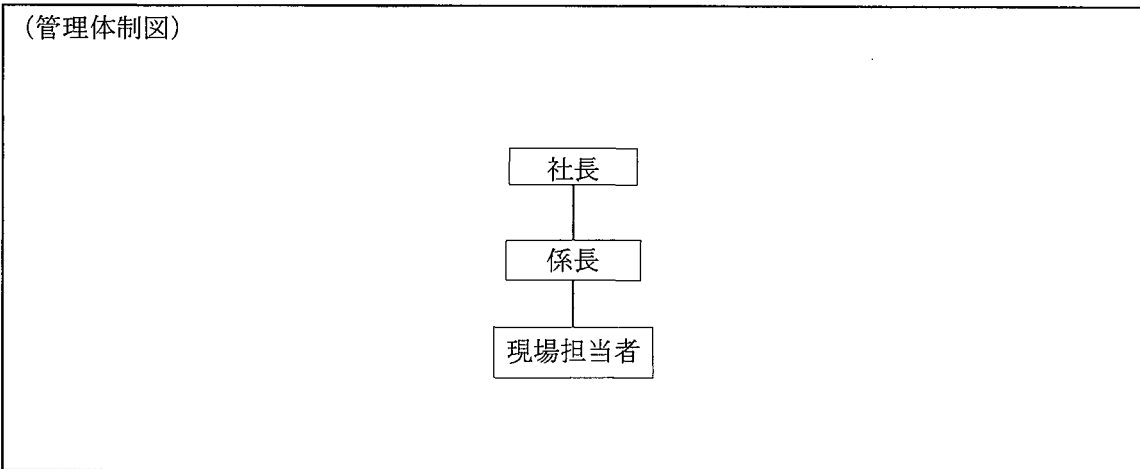 （管理体制図）
社長
係長
現場担当者